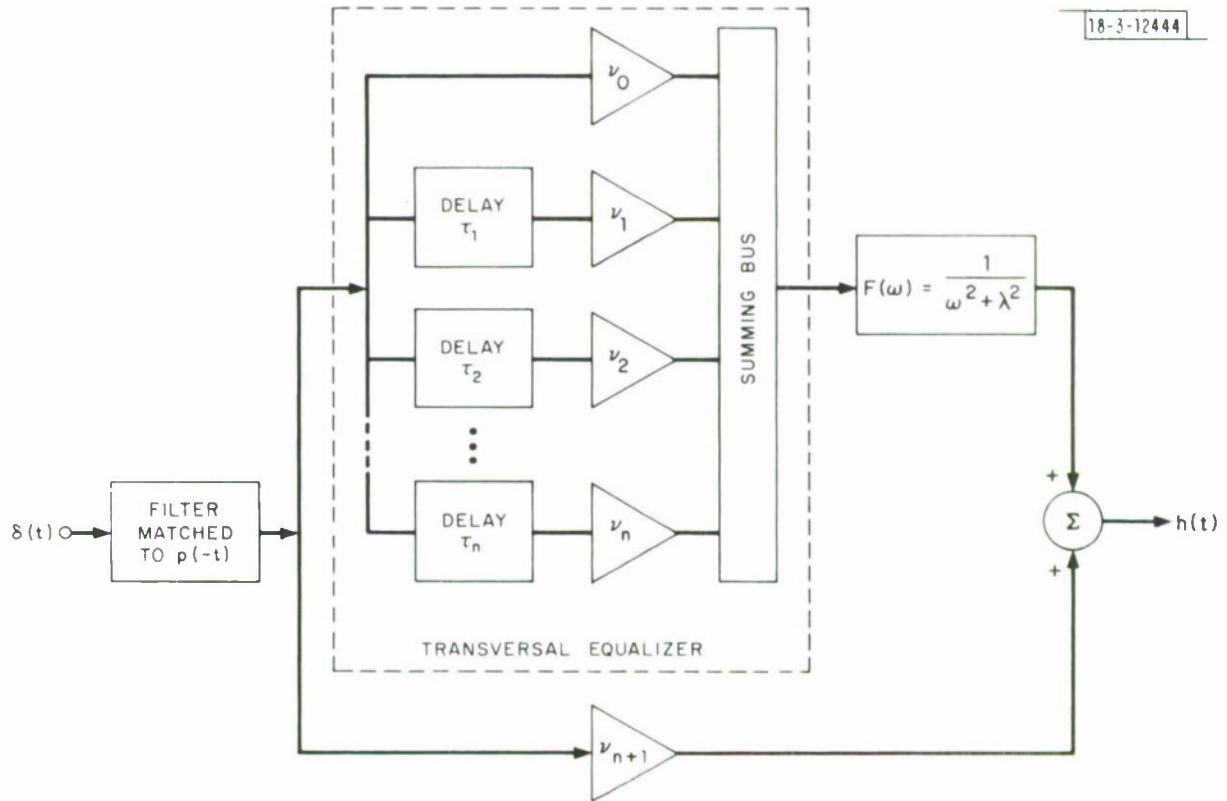 18-3-12444
ν₀
DELAY
τ₁
ν₁
DELAY
τ₂
ν₂
DELAY
τₙ
νₙ
SUMMING BUS
F(ω) = 1 / (ω² + λ²)
+
Σ
+
h(t)
δ(t)
FILTER
MATCHED
TO p(-t)
TRANSVERSAL EQUALIZER
νₙ₊₁